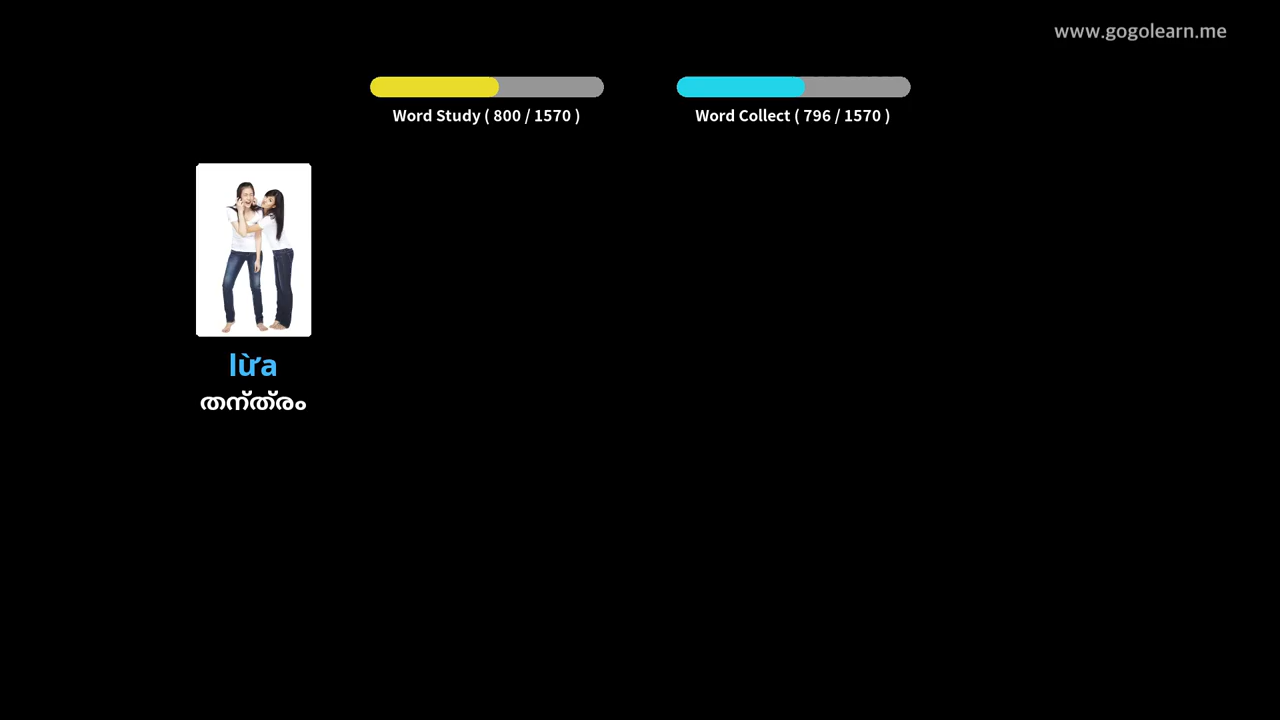 www.gogolearn.me
Word Study ( 800 / 1570 )
Word Collect ( 796 / 1570 )
lừa
തന്ത്രം